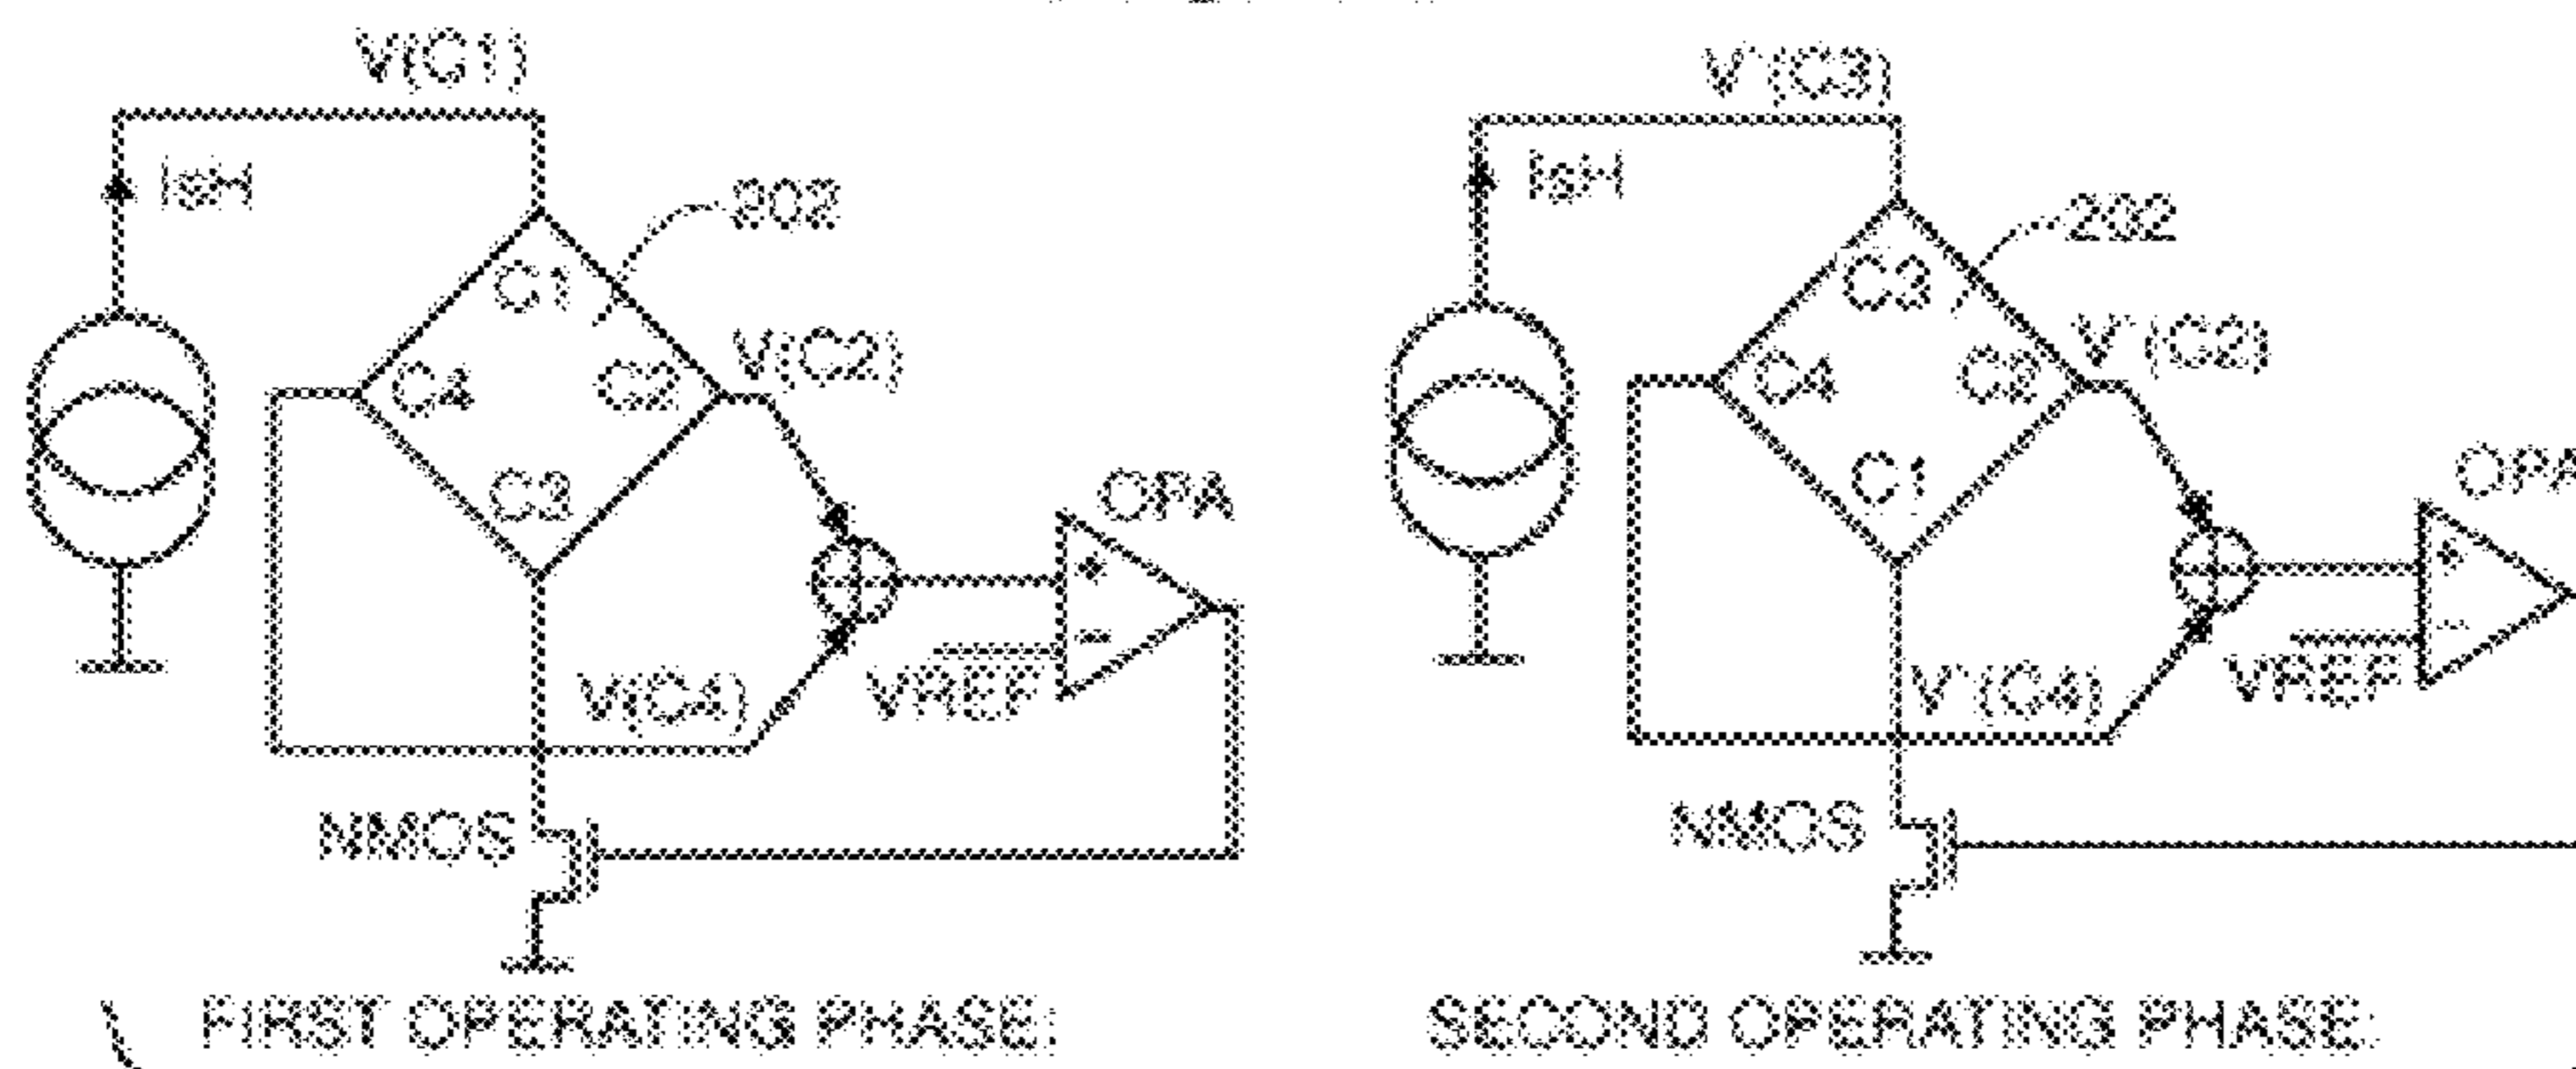 V(C1)
IsH
202
C1
C4
C2
V(C2)
C3
OPA
+
-
VREF
V(C4)
NMOS
FIRST OPERATING PHASE:
V'(C3)
IsH
202
C3
C4
C2
V'(C2)
C1
OPA
+
-
VREF
V'(C4)
NMOS
SECOND OPERATING PHASE: